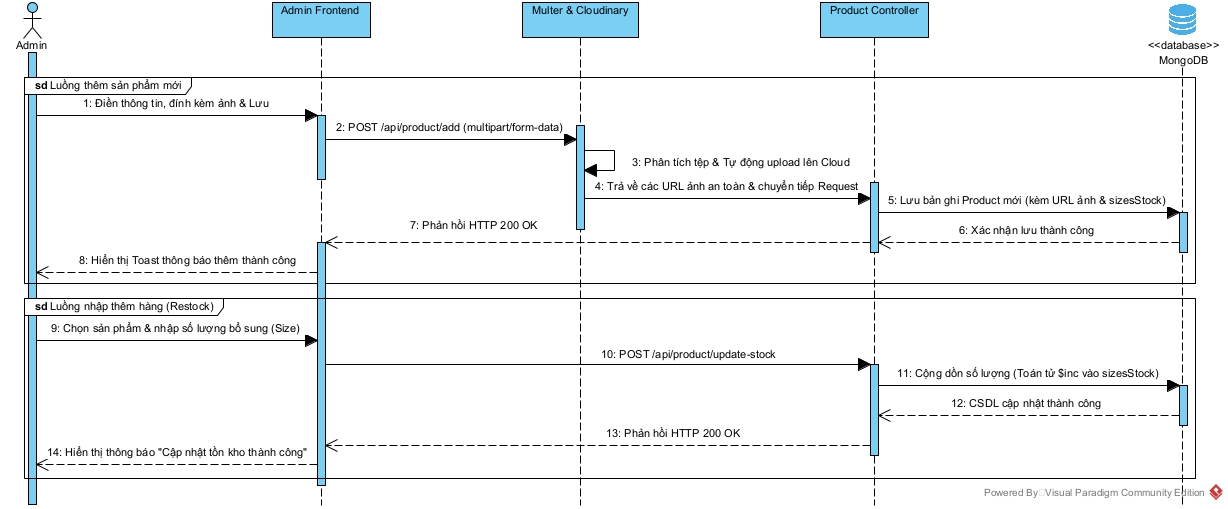 Admin Frontend
Multer & Cloudinary
Product Controller
Admin
<<database>>
MongoDB
sd Luồng thêm sản phẩm mới
1: Điền thông tin, đính kèm ảnh & Lưu
2: POST /api/product/add (multipart/form-data)
3: Phân tích tệp & Tự động upload lên Cloud
4: Trả về các URL ảnh an toàn & chuyển tiếp Request
5: Lưu bản ghi Product mới (kèm URL ảnh & sizesStock)
6: Xác nhận lưu thành công
7: Phản hồi HTTP 200 OK
8: Hiển thị Toast thông báo thêm thành công
sd Luồng nhập thêm hàng (Restock)
9: Chọn sản phẩm & nhập số lượng bổ sung (Size)
10: POST /api/product/update-stock
11: Cộng dồn số lượng (Toán tử $inc vào sizesStock)
12: CSDL cập nhật thành công
13: Phản hồi HTTP 200 OK
14: Hiển thị thông báo "Cập nhật tồn kho thành công"
Powered By Visual Paradigm Community Edition